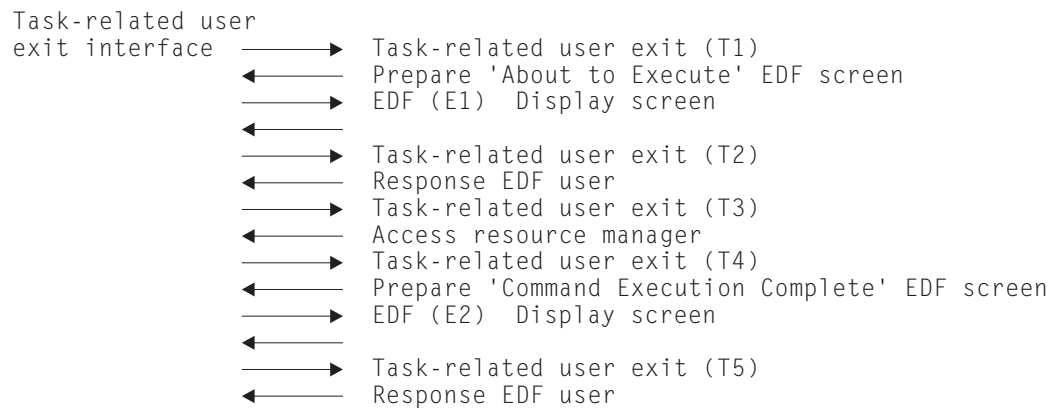 Task-related user
exit interface Task-related user exit (T1)
Prepare 'About to Execute' EDF screen
EDF (E1) Display screen
Task-related user exit (T2)
Response EDF user
Task-related user exit (T3)
Access resource manager
Task-related user exit (T4)
Prepare 'Command Execution Complete' EDF screen
EDF (E2) Display screen
Task-related user exit (T5)
Response EDF user